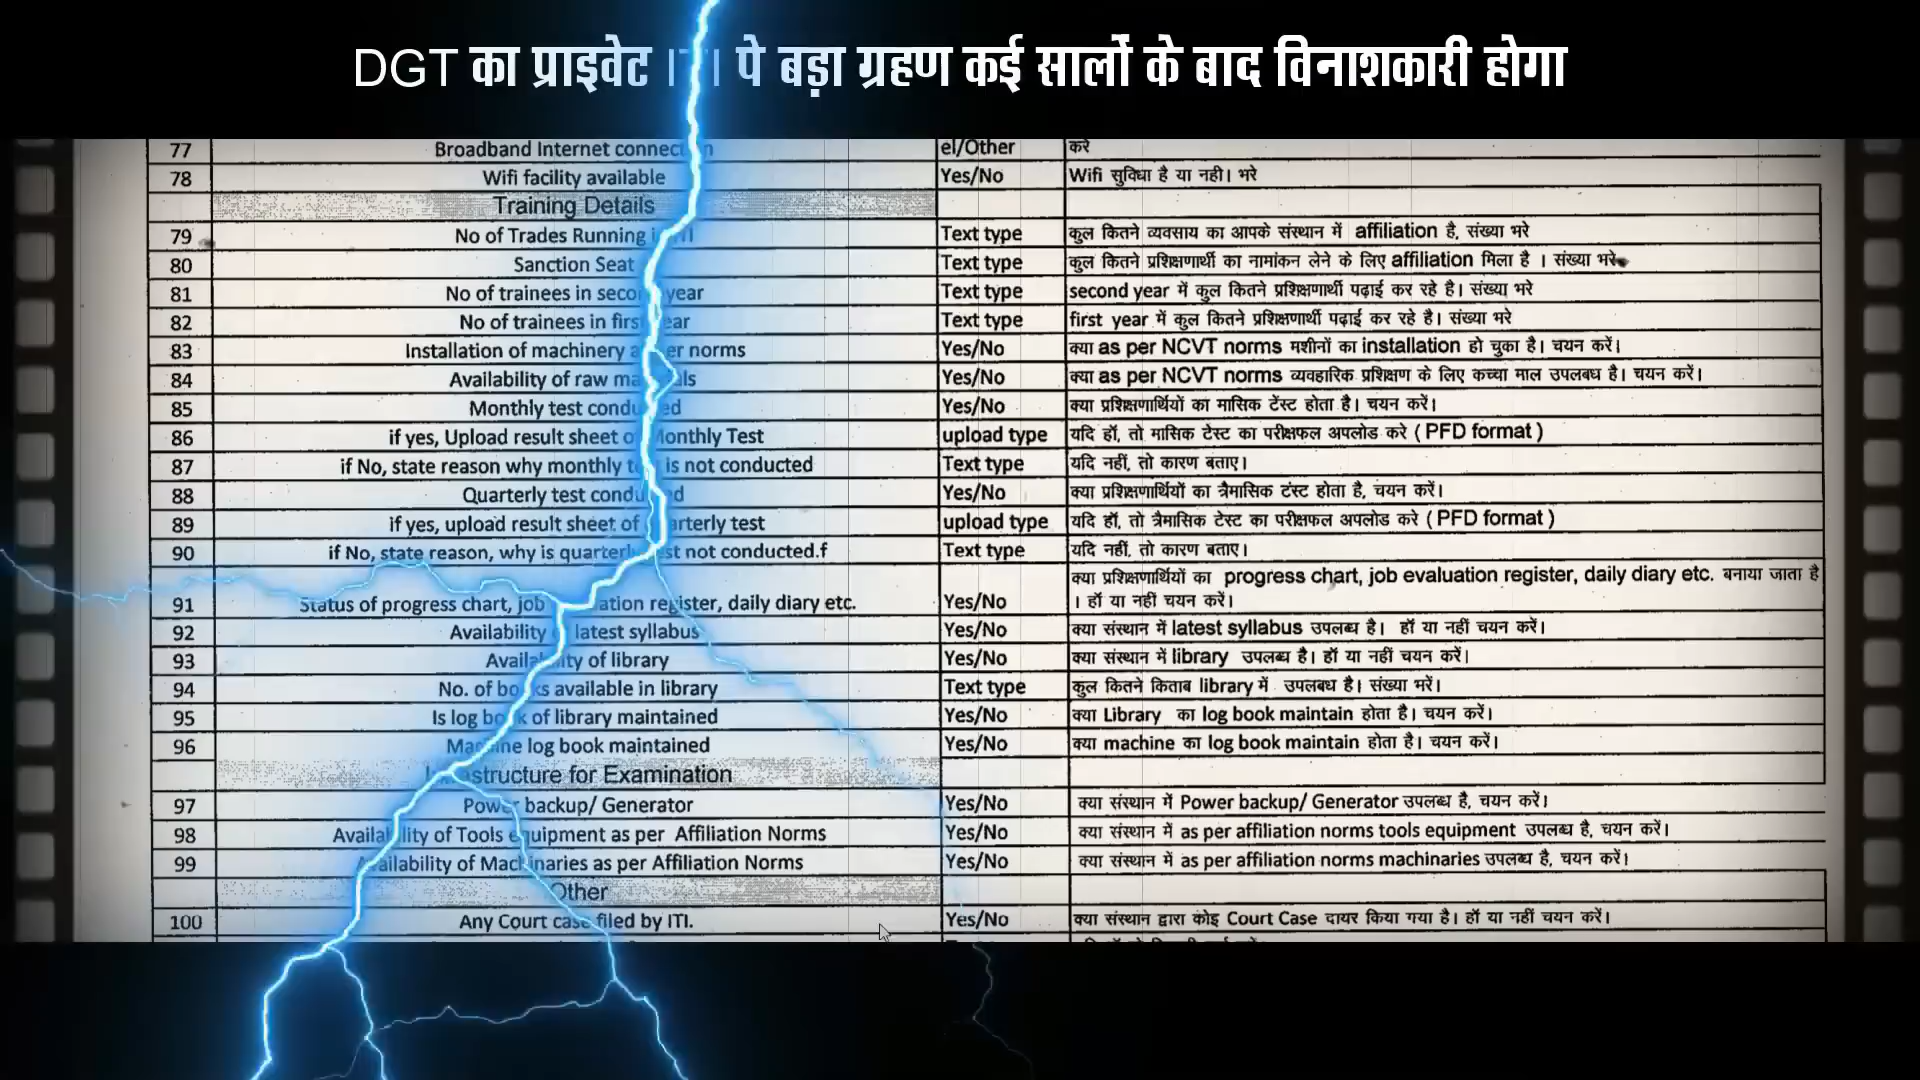 DGT का प्राइवेट ITI पे बड़ा ग्रहण कई सालों के बाद विनाशकारी होगा
77 Broadband Internet connection el/Other करे
78 Wifi facility available Yes/No Wifi सुविधा है या नही। भरे
Training Details
79 No of Trades Running in ITI Text type कुल कितने व्यवसाय का आपके संस्थान में affiliation है, संख्या भरे
80 Sanction Seat Text type कुल कितने प्रशिक्षणार्थी का नामांकन लेने के लिए affiliation मिला है । संख्या भरे
81 No of trainees in second year Text type second year में कुल कितने प्रशिक्षणार्थी पढ़ाई कर रहे है। संख्या भरे
82 No of trainees in first year Text type first year में कुल कितने प्रशिक्षणार्थी पढ़ाई कर रहे है। संख्या भरे
83 Installation of machinery as per norms Yes/No क्या as per NCVT norms मशीनों का installation हो चुका है। चयन करें।
84 Availability of raw materials Yes/No क्या as per NCVT norms व्यवहारिक प्रशिक्षण के लिए कच्चा माल उपलबध है। चयन करें।
85 Monthly test conducted Yes/No क्या प्रशिक्षणार्थियों का मासिक टेंस्ट होता है। चयन करें।
86 if yes, Upload result sheet of Monthly Test upload type यदि हॉ, तो मासिक टेस्ट का परीक्षफल अपलोड करे ( PFD format )
87 if No, state reason why monthly test is not conducted Text type यदि नहीं, तो कारण बताए।
88 Quarterly test conducted Yes/No क्या प्रशिक्षणार्थियों का त्रैमासिक टंस्ट होता है, चयन करें।
89 if yes, upload result sheet of quarterly test upload type यदि हॉ, तो त्रैमासिक टेस्ट का परीक्षफल अपलोड करे ( PFD format )
90 if No, state reason, why is quarterly test not conducted.f Text type यदि नहीं, तो कारण बताए।
क्या प्रशिक्षणार्थियों का progress chart, job evaluation register, daily diary etc. बनाया जाता है
91 Status of progress chart, job evaluation register, daily diary etc. Yes/No । हॉ या नहीं चयन करें।
92 Availability of latest syllabus Yes/No क्या संस्थान में latest syllabus उपलब्ध है। हॉ या नहीं चयन करें।
93 Availability of library Yes/No क्या संस्थान में library उपलब्ध है। हॉ या नहीं चयन करें।
94 No. of books available in library Text type कुल कितने किताब library में उपलबध है। संख्या भरें।
95 Is log book of library maintained Yes/No क्या Library का log book maintain होता है। चयन करें।
96 Machine log book maintained Yes/No क्या machine का log book maintain होता है। चयन करें।
Infrastructure for Examination
97 Power backup/ Generator Yes/No क्या संस्थान में Power backup/ Generator उपलब्ध है, चयन करें।
98 Availability of Tools equipment as per Affiliation Norms Yes/No क्या संस्थान में as per affiliation norms tools equipment उपलब्ध है, चयन करें।
99 Availability of Machinaries as per Affiliation Norms Yes/No क्या संस्थान में as per affiliation norms machinaries उपलब्ध है, चयन करें।
Other
100 Any Court case filed by ITI. Yes/No क्या संस्थान द्वारा कोइ Court Case दायर किया गया है। हॉ या नहीं चयन करें।